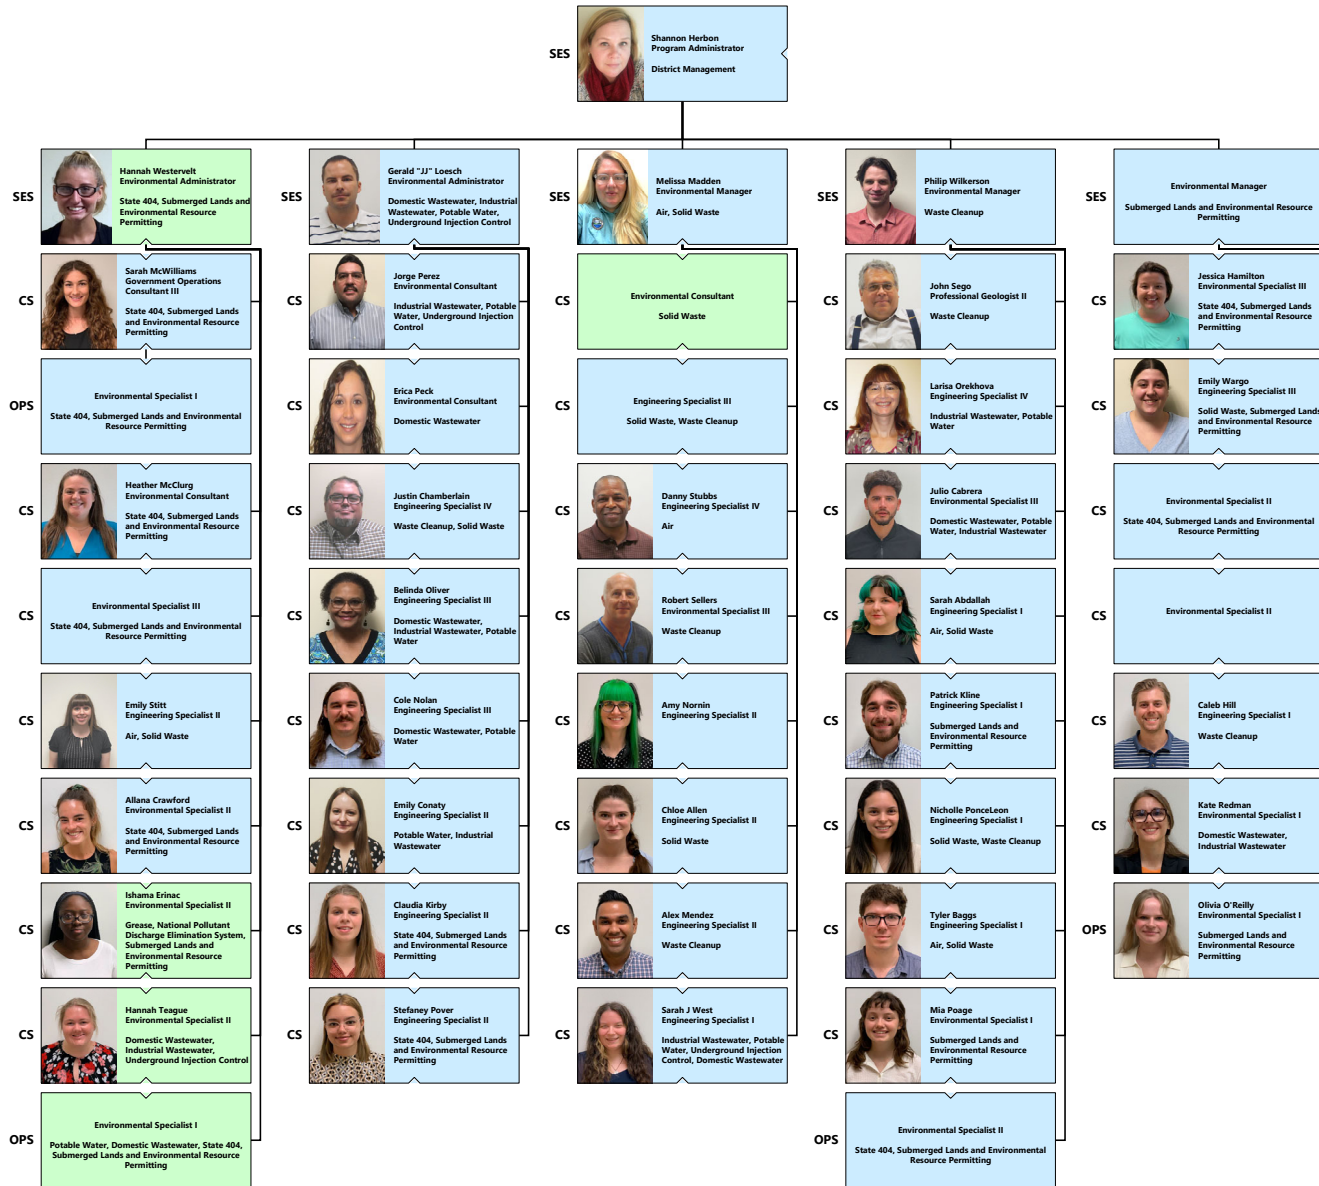 SES
Shannon Herbon
Program Administrator
District Management
SES
Hannah Westervelt
Environmental Administrator
State 404, Submerged Lands and
Environmental Resource
Permitting
SES
Gerald "JJ" Loesch
Environmental Administrator
Domestic Wastewater, Industrial
Wastewater, Potable Water,
Underground Injection Control
SES
Melissa Madden
Environmental Manager
Air, Solid Waste
SES
Philip Wilkerson
Environmental Manager
Waste Cleanup
SES
Environmental Manager
Submerged Lands and Environmental Resource
Permitting
CS
Sarah McWilliams
Government Operations
Consultant III
State 404, Submerged Lands
and Environmental Resource
Permitting
CS
Jorge Perez
Environmental Consultant
Industrial Wastewater, Potable
Water, Underground Injection
Control
CS
Environmental Consultant
Solid Waste
CS
John Sego
Professional Geologist II
Waste Cleanup
CS
Jessica Hamilton
Environmental Specialist III
State 404, Submerged Lands
and Environmental Resource
Permitting
OPS
Environmental Specialist I
State 404, Submerged Lands and Environmental
Resource Permitting
CS
Erica Peck
Environmental Consultant
Domestic Wastewater
CS
Engineering Specialist III
Solid Waste, Waste Cleanup
CS
Larisa Orekhova
Engineering Specialist IV
Industrial Wastewater, Potable
Water
CS
Emily Wargo
Engineering Specialist III
Solid Waste, Submerged Lands
and Environmental Resource
Permitting
CS
Heather McClurg
Environmental Consultant
State 404, Submerged Lands
and Environmental Resource
Permitting
CS
Justin Chamberlain
Engineering Specialist IV
Waste Cleanup, Solid Waste
CS
Danny Stubbs
Engineering Specialist IV
Air
CS
Julio Cabrera
Environmental Specialist III
Domestic Wastewater, Potable
Water, Industrial Wastewater
CS
Environmental Specialist II
State 404, Submerged Lands and Environmental
Resource Permitting
CS
Environmental Specialist III
State 404, Submerged Lands and Environmental
Resource Permitting
CS
Belinda Oliver
Engineering Specialist III
Domestic Wastewater,
Industrial Wastewater, Potable
Water
CS
Robert Sellers
Environmental Specialist III
Waste Cleanup
CS
Sarah Abdallah
Engineering Specialist I
Air, Solid Waste
CS
Environmental Specialist II
CS
Emily Stitt
Engineering Specialist II
Air, Solid Waste
CS
Cole Nolan
Engineering Specialist III
Domestic Wastewater, Potable
Water
CS
Amy Nornin
Engineering Specialist II
CS
Patrick Kline
Engineering Specialist I
Submerged Lands and
Environmental Resource
Permitting
CS
Caleb Hill
Engineering Specialist I
Waste Cleanup
CS
Allana Crawford
Environmental Specialist II
State 404, Submerged Lands
and Environmental Resource
Permitting
CS
Emily Conaty
Engineering Specialist II
Potable Water, Industrial
Wastewater
CS
Chloe Allen
Engineering Specialist II
Solid Waste
CS
Nicholle PonceLeon
Engineering Specialist I
Solid Waste, Waste Cleanup
CS
Kate Redman
Environmental Specialist I
Domestic Wastewater,
Industrial Wastewater
CS
Ishama Erinac
Environmental Specialist II
Grease, National Pollutant
Discharge Elimination System,
Submerged Lands and
Environmental Resource
Permitting
CS
Claudia Kirby
Engineering Specialist II
State 404, Submerged Lands
and Environmental Resource
Permitting
CS
Alex Mendez
Engineering Specialist II
Waste Cleanup
CS
Tyler Baggs
Engineering Specialist I
Air, Solid Waste
OPS
Olivia O'Reilly
Environmental Specialist I
Submerged Lands and
Environmental Resource
Permitting
CS
Hannah Teague
Environmental Specialist II
Domestic Wastewater,
Industrial Wastewater,
Underground Injection Control
CS
Stefaney Pover
Engineering Specialist II
State 404, Submerged Lands
and Environmental Resource
Permitting
CS
Sarah J West
Engineering Specialist I
Industrial Wastewater, Potable
Water, Underground Injection
Control, Domestic Wastewater
CS
Mia Poage
Environmental Specialist I
Submerged Lands and
Environmental Resource
Permitting
OPS
Environmental Specialist I
Potable Water, Domestic Wastewater, State 404,
Submerged Lands and Environmental Resource
Permitting
OPS
Environmental Specialist II
State 404, Submerged Lands and Environmental
Resource Permitting